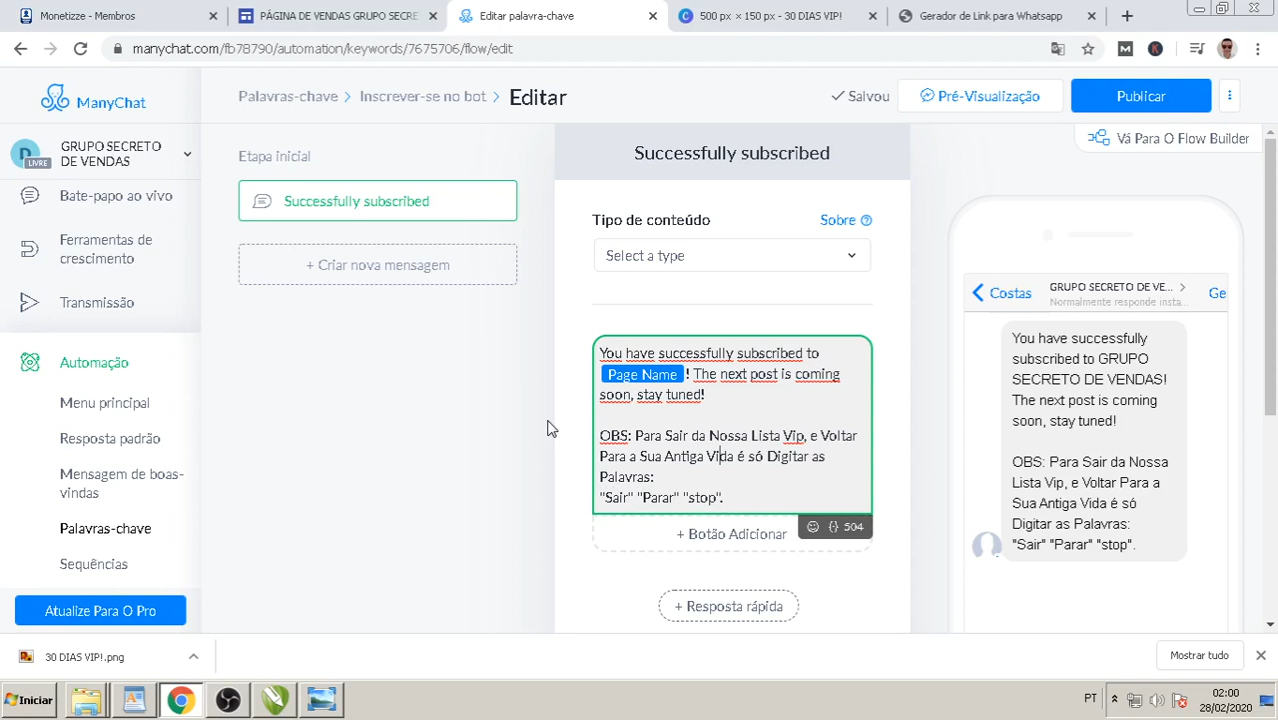 Monetizze - Membros
PÁGINA DE VENDAS GRUPO SECRE
Editar palavra-chave
500 px × 150 px - 30 DIAS VIP!
Gerador de Link para Whatsapp
manychat.com/fb78790/automation/keywords/7675706/flow/edit
ManyChat
Palavras-chave > Inscrever-se no bot > Editar
Salvou
Pré-Visualização
Publicar
GRUPO SECRETO
DE VENDAS
LIVRE
Vá Para O Flow Builder
Bate-papo ao vivo
Ferramentas de
crescimento
Transmissão
Automação
Menu principal
Resposta padrão
Mensagem de boas-
vindas
Palavras-chave
Sequências
Atualize Para O Pro
Etapa inicial
Successfully subscribed
+ Criar nova mensagem
Successfully subscribed
Tipo de conteúdo
Sobre
Select a type
You have successfully subscribed to
Page Name ! The next post is coming
soon, stay tuned!
OBS: Para Sair da Nossa Lista Vip, e Voltar
Para a Sua Antiga Vida é só Digitar as
Palavras:
"Sair" "Parar" "stop".
{} 504
+ Botão Adicionar
+ Resposta rápida
Costas
GRUPO SECRETO DE VE...
Normalmente responde insta...
Ge
You have successfully
subscribed to GRUPO
SECRETO DE VENDAS!
The next post is coming
soon, stay tuned!
OBS: Para Sair da Nossa
Lista Vip, e Voltar Para a
Sua Antiga Vida é só
Digitar as Palavras:
"Sair" "Parar" "stop".
30 DIAS VIP!.png
Mostrar tudo
Iniciar
PT
02:00
28/02/2020